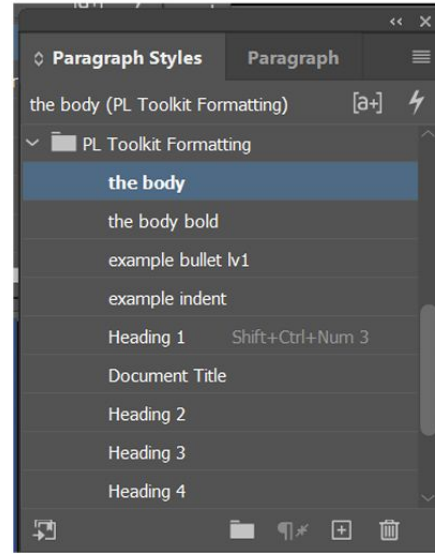 Paragraph Styles Paragraph
the body (PL Toolkit Formatting) [a+]
PL Toolkit Formatting
the body
the body bold
example bullet lv1
example indent
Heading 1 Shift+Ctrl+Num 3
Document Title
Heading 2
Heading 3
Heading 4